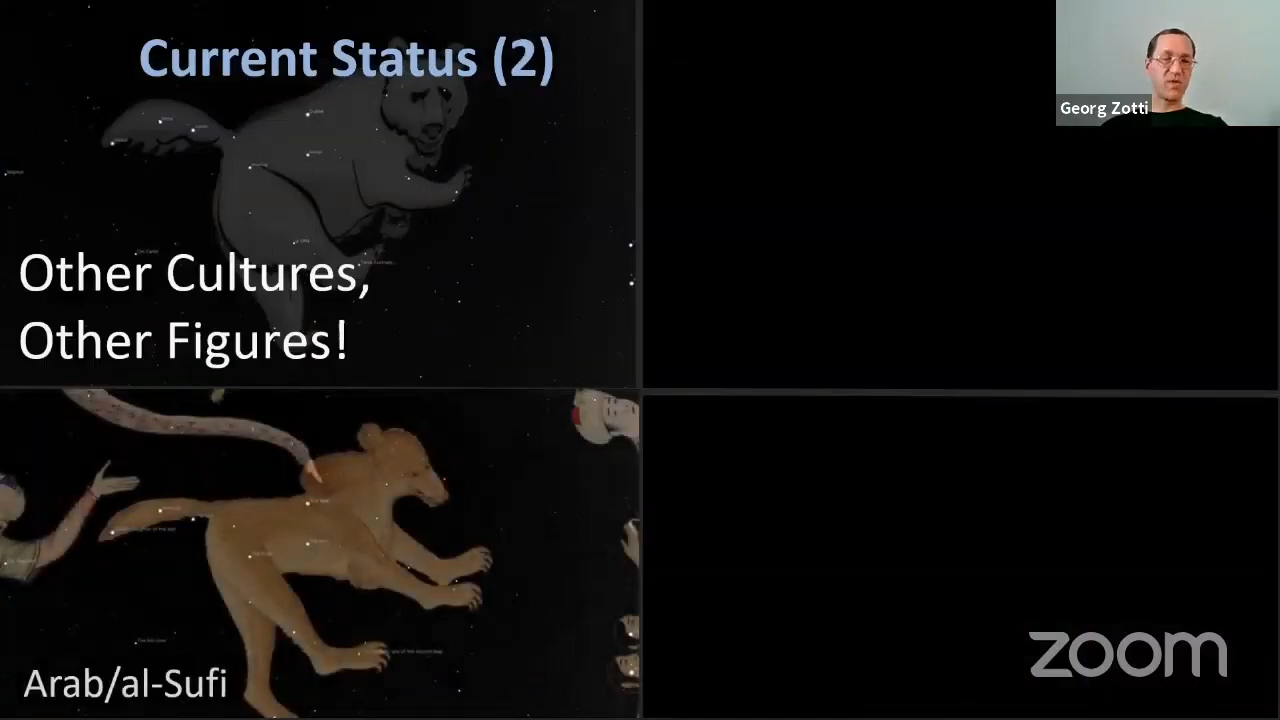 Current Status (2)
Georg Zotti
Other Cultures,
Other Figures!
Arab/al-Sufi
zoom